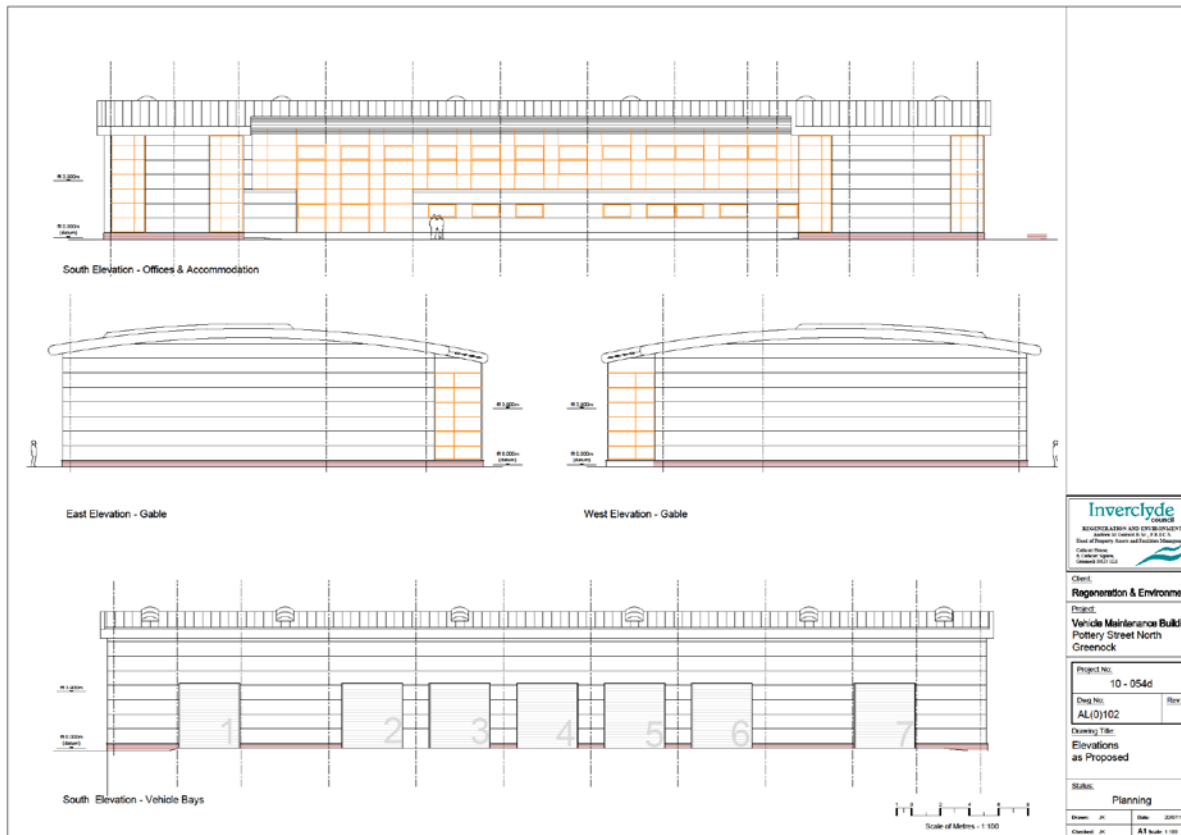 South Elevation - Offices & Accommodation
East Elevation - Gable
West Elevation - Gable
1 2 3 4 5 6 7
South Elevation - Vehicle Bays
Scale of Metres - 1:100
Inverclyde
council
REGENERATION AND ENVIRONMENT
Client:
Regeneration & Environme
Project:
Vehicle Maintenance Buildi
Pottery Street North
Greenock
Project No:
10 - 054d
Dwg No: Rev:
AL(0)102
Drawing Title:
Elevations
as Proposed
Status:
Planning
Drawn: JK Date:
Checked: JK A1 Scale 1:100